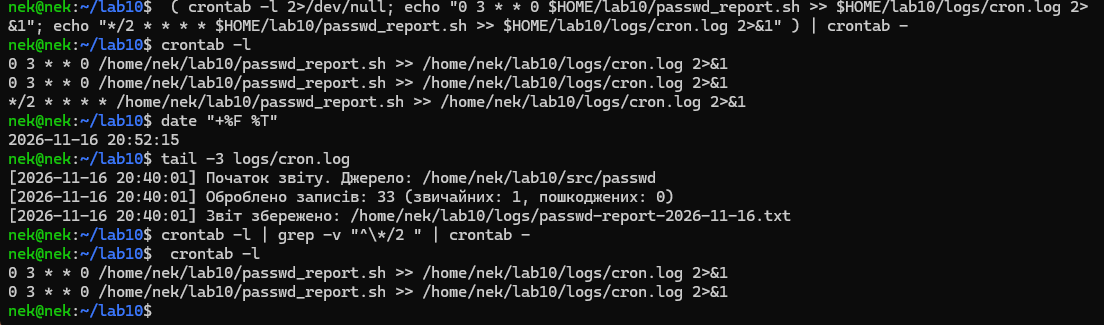 nek@nek:~/lab10$  ( crontab -l 2>/dev/null; echo "0 3 * * 0 $HOME/lab10/passwd_report.sh >> $HOME/lab10/logs/cron.log 2>
&1"; echo "*/2 * * * * $HOME/lab10/passwd_report.sh >> $HOME/lab10/logs/cron.log 2>&1" ) | crontab -
nek@nek:~/lab10$ crontab -l
0 3 * * 0 /home/nek/lab10/passwd_report.sh >> /home/nek/lab10/logs/cron.log 2>&1
0 3 * * 0 /home/nek/lab10/passwd_report.sh >> /home/nek/lab10/logs/cron.log 2>&1
*/2 * * * * /home/nek/lab10/passwd_report.sh >> /home/nek/lab10/logs/cron.log 2>&1
nek@nek:~/lab10$ date "+%F %T"
2026-11-16 20:52:15
nek@nek:~/lab10$ tail -3 logs/cron.log
[2026-11-16 20:40:01] Початок звіту. Джерело: /home/nek/lab10/src/passwd
[2026-11-16 20:40:01] Оброблено записів: 33 (звичайних: 1, пошкоджених: 0)
[2026-11-16 20:40:01] Звіт збережено: /home/nek/lab10/logs/passwd-report-2026-11-16.txt
nek@nek:~/lab10$ crontab -l | grep -v "^\*/2 " | crontab -
nek@nek:~/lab10$  crontab -l
0 3 * * 0 /home/nek/lab10/passwd_report.sh >> /home/nek/lab10/logs/cron.log 2>&1
0 3 * * 0 /home/nek/lab10/passwd_report.sh >> /home/nek/lab10/logs/cron.log 2>&1
nek@nek:~/lab10$